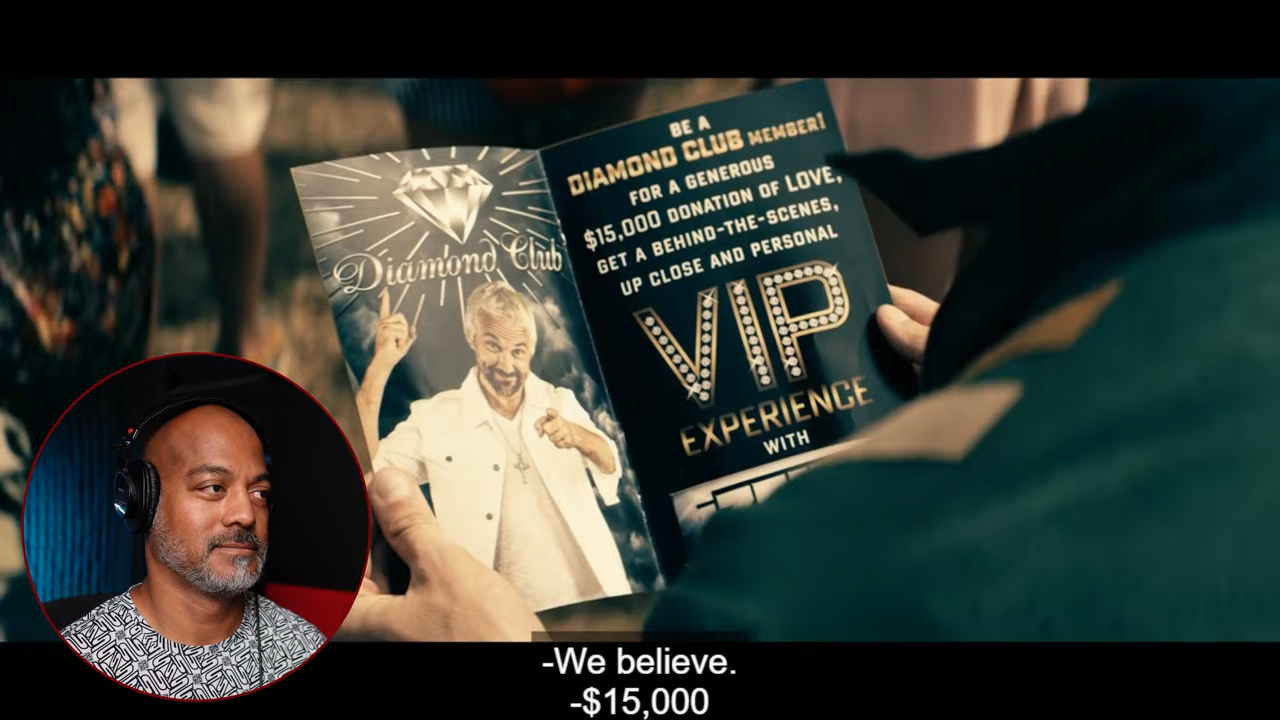 Diamond Club
BE A
DIAMOND CLUB MEMBER!
FOR A GENEROUS
$15,000 DONATION OF LOVE,
GET A BEHIND-THE-SCENES,
UP CLOSE AND PERSONAL
VIP
EXPERIENCE
WITH
-We believe.
-$15,000